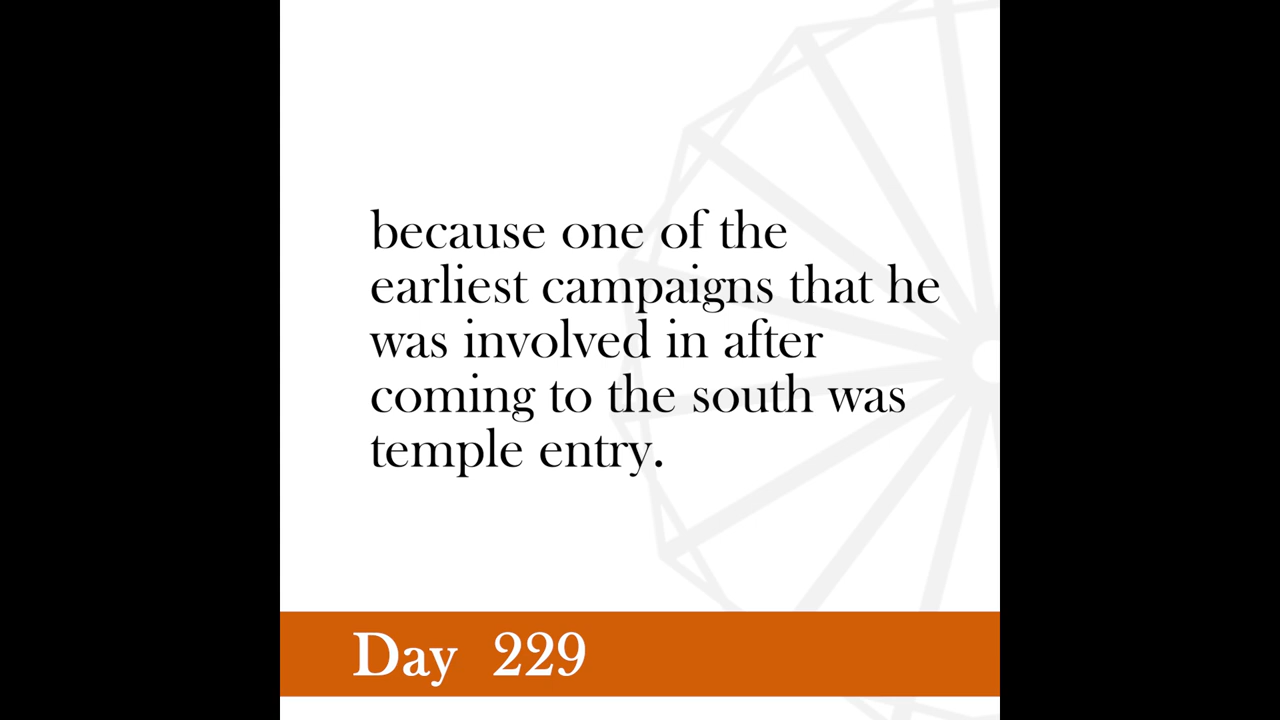 because one of the
earliest campaigns that he
was involved in after
coming to the south was
temple entry.
Day 229